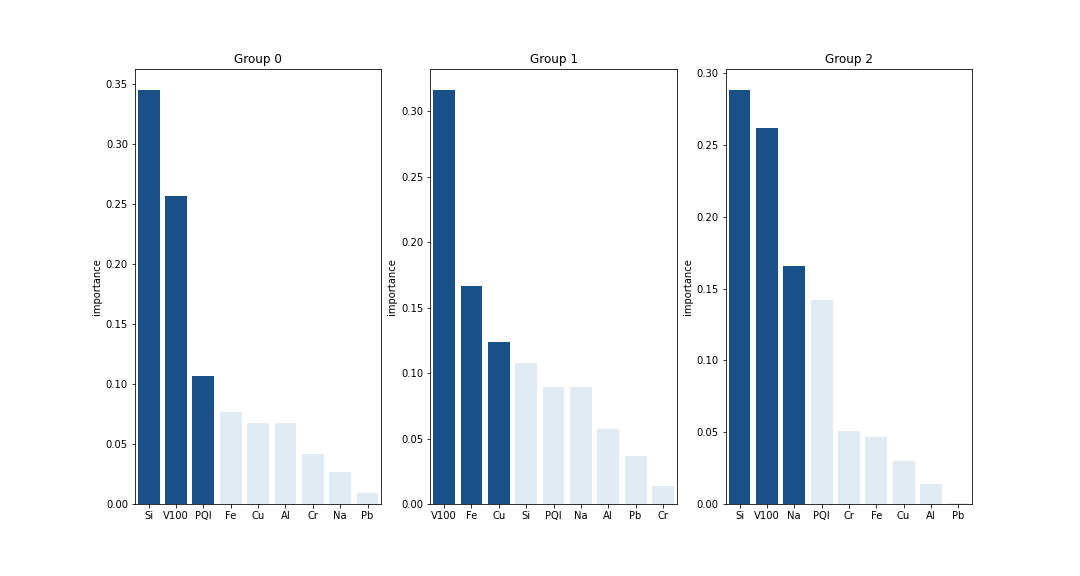 Group 0
Group 1
Group 2
importance
0.35
0.30
0.25
0.20
0.15
0.10
0.05
0.00
Si V100 PQI Fe Cu Al Cr Na Pb
importance
0.30
0.25
0.20
0.15
0.10
0.05
0.00
V100 Fe Cu Si PQI Na Al Pb Cr
importance
0.30
0.25
0.20
0.15
0.10
0.05
0.00
Si V100 Na PQI Cr Fe Cu Al Pb